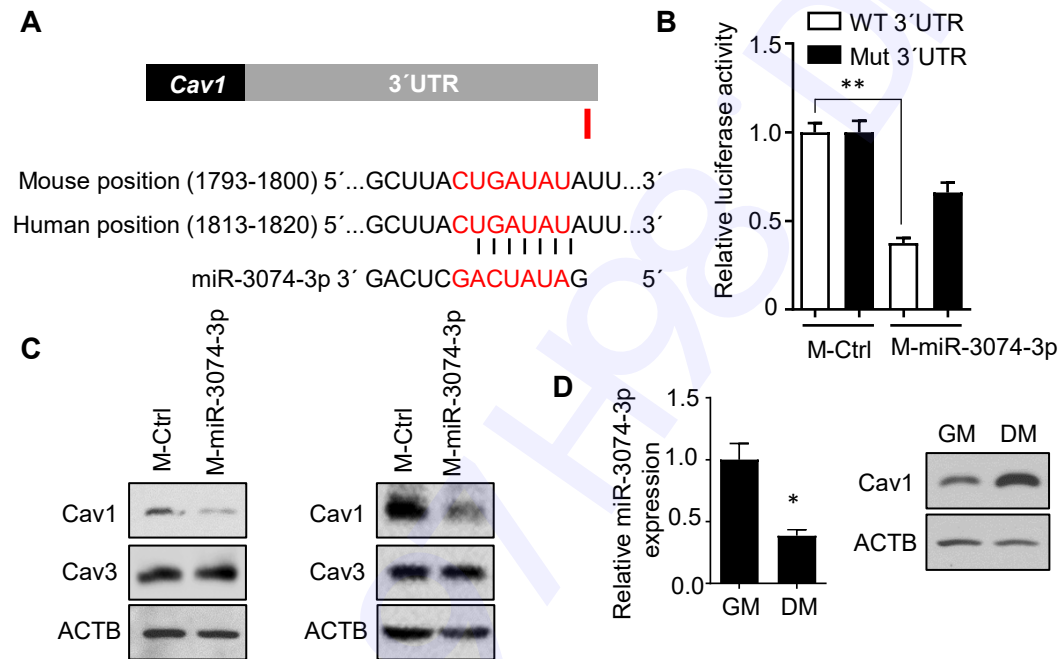 A
Cav1 3´UTR
Mouse position (1793-1800) 5´...GCUUACUGAUAUAUU...3´
Human position (1813-1820) 5´...GCUUACUGAUAUAUU...3´
miR-3074-3p 3´ GACUCGACUAUAG 5´
B
WT 3´UTR
Mut 3´UTR
Relative luciferase activity
1.5
1.0
0.5
0
**
M-Ctrl M-miR-3074-3p
C
M-Ctrl
M-miR-3074-3p
Cav1
Cav3
ACTB
M-Ctrl
M-miR-3074-3p
Cav1
Cav3
ACTB
D
Relative miR-3074-3p
expression
1.5
1.0
0.5
0.0
*
GM DM
GM DM
Cav1
ACTB